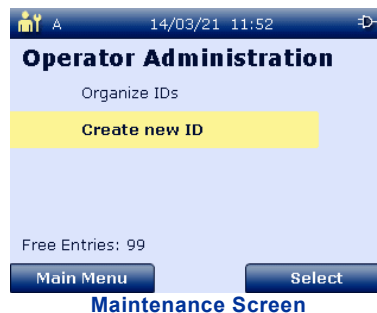 A 14/03/21 11:52
Operator Administration
Organize IDs
Create new ID
Free Entries: 99
Main Menu Select
Maintenance Screen